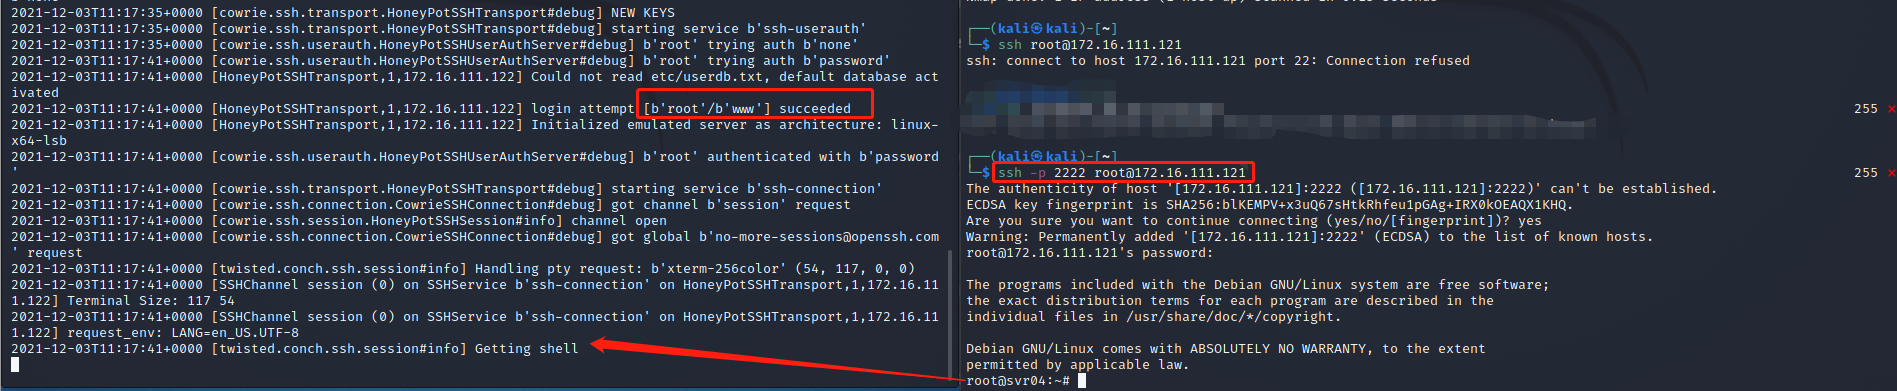 2021-12-03T11:17:35+0000 [cowrie.ssh.transport.HoneyPotSSHTransport#debug] NEW KEYS
2021-12-03T11:17:35+0000 [cowrie.ssh.transport.HoneyPotSSHTransport#debug] starting service b'ssh-userauth'
2021-12-03T11:17:35+0000 [cowrie.ssh.userauth.HoneyPotSSHUserAuthServer#debug] b'root' trying auth b'none'
2021-12-03T11:17:41+0000 [cowrie.ssh.userauth.HoneyPotSSHUserAuthServer#debug] b'root' trying auth b'password'
2021-12-03T11:17:41+0000 [HoneyPotSSHTransport,1,172.16.111.122] Could not read etc/userdb.txt, default database act
ivated
2021-12-03T11:17:41+0000 [HoneyPotSSHTransport,1,172.16.111.122] login attempt [b'root'/b'www'] succeeded
2021-12-03T11:17:41+0000 [HoneyPotSSHTransport,1,172.16.111.122] Initialized emulated server as architecture: linux-
x64-lsb
2021-12-03T11:17:41+0000 [cowrie.ssh.userauth.HoneyPotSSHUserAuthServer#debug] b'root' authenticated with b'password
'
2021-12-03T11:17:41+0000 [cowrie.ssh.transport.HoneyPotSSHTransport#debug] starting service b'ssh-connection'
2021-12-03T11:17:41+0000 [cowrie.ssh.connection.CowrieSSHConnection#debug] got channel b'session' request
2021-12-03T11:17:41+0000 [cowrie.ssh.session.HoneyPotSSHSession#info] channel open
2021-12-03T11:17:41+0000 [cowrie.ssh.connection.CowrieSSHConnection#debug] got global b'no-more-sessions@openssh.com
' request
2021-12-03T11:17:41+0000 [twisted.conch.ssh.session#info] Handling pty request: b'xterm-256color' (54, 117, 0, 0)
2021-12-03T11:17:41+0000 [SSHChannel session (0) on SSHService b'ssh-connection' on HoneyPotSSHTransport,1,172.16.11
1.122] Terminal Size: 117 54
2021-12-03T11:17:41+0000 [SSHChannel session (0) on SSHService b'ssh-connection' on HoneyPotSSHTransport,1,172.16.11
1.122] request_env: LANG=en_US.UTF-8
2021-12-03T11:17:41+0000 [twisted.conch.ssh.session#info] Getting shell
┌──(kali㉿kali)-[~]
└─$ ssh root@172.16.111.121
ssh: connect to host 172.16.111.121 port 22: Connection refused
255 ⨯
┌──(kali㉿kali)-[~]
└─$ ssh -p 2222 root@172.16.111.121 255 ⨯
The authenticity of host '[172.16.111.121]:2222 ([172.16.111.121]:2222)' can't be established.
ECDSA key fingerprint is SHA256:blKEMPV+x3uQ67sHtkRhfeu1pGAg+IRX0kOEAQX1KHQ.
Are you sure you want to continue connecting (yes/no/[fingerprint])? yes
Warning: Permanently added '[172.16.111.121]:2222' (ECDSA) to the list of known hosts.
root@172.16.111.121's password:
The programs included with the Debian GNU/Linux system are free software;
the exact distribution terms for each program are described in the
individual files in /usr/share/doc/*/copyright.
Debian GNU/Linux comes with ABSOLUTELY NO WARRANTY, to the extent
permitted by applicable law.
root@svr04:~#